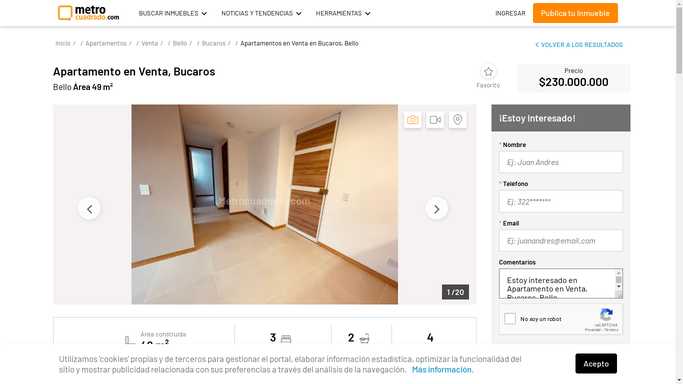 metro
cuadrado.com
BUSCAR INMUEBLES
NOTICIAS Y TENDENCIAS
HERRAMIENTAS
INGRESAR
Publica tu inmueble
Inicio / / Apartamentos / / Venta / / Bello / / Bucaros / Apartamentos en Venta en Bucaros, Bello
VOLVER A LOS RESULTADOS
Apartamento en Venta, Bucaros
Bello Area 49 m²
Favorito
Precio
$230.000.000
metrocuadrado.com
1 / 20
¡Estoy Interesado!
* Nombre
Ej: Juan Andres
* Telefono
Ej: 322*******
* Email
Ej: juanandres@email.com
Comentarios
Estoy interesado en
Apartamento en Venta,
Bucaros, Bello
No soy un robot
reCAPTCHA
Privacidad - Términos
Área construida
49 m²
3
2
4
Utilizamos 'cookies' propias y de terceros para gestionar el portal, elaborar información estadística, optimizar la funcionalidad del
sitio y mostrar publicidad relacionada con sus preferencias a través del análisis de la navegación. Más información.
Acepto